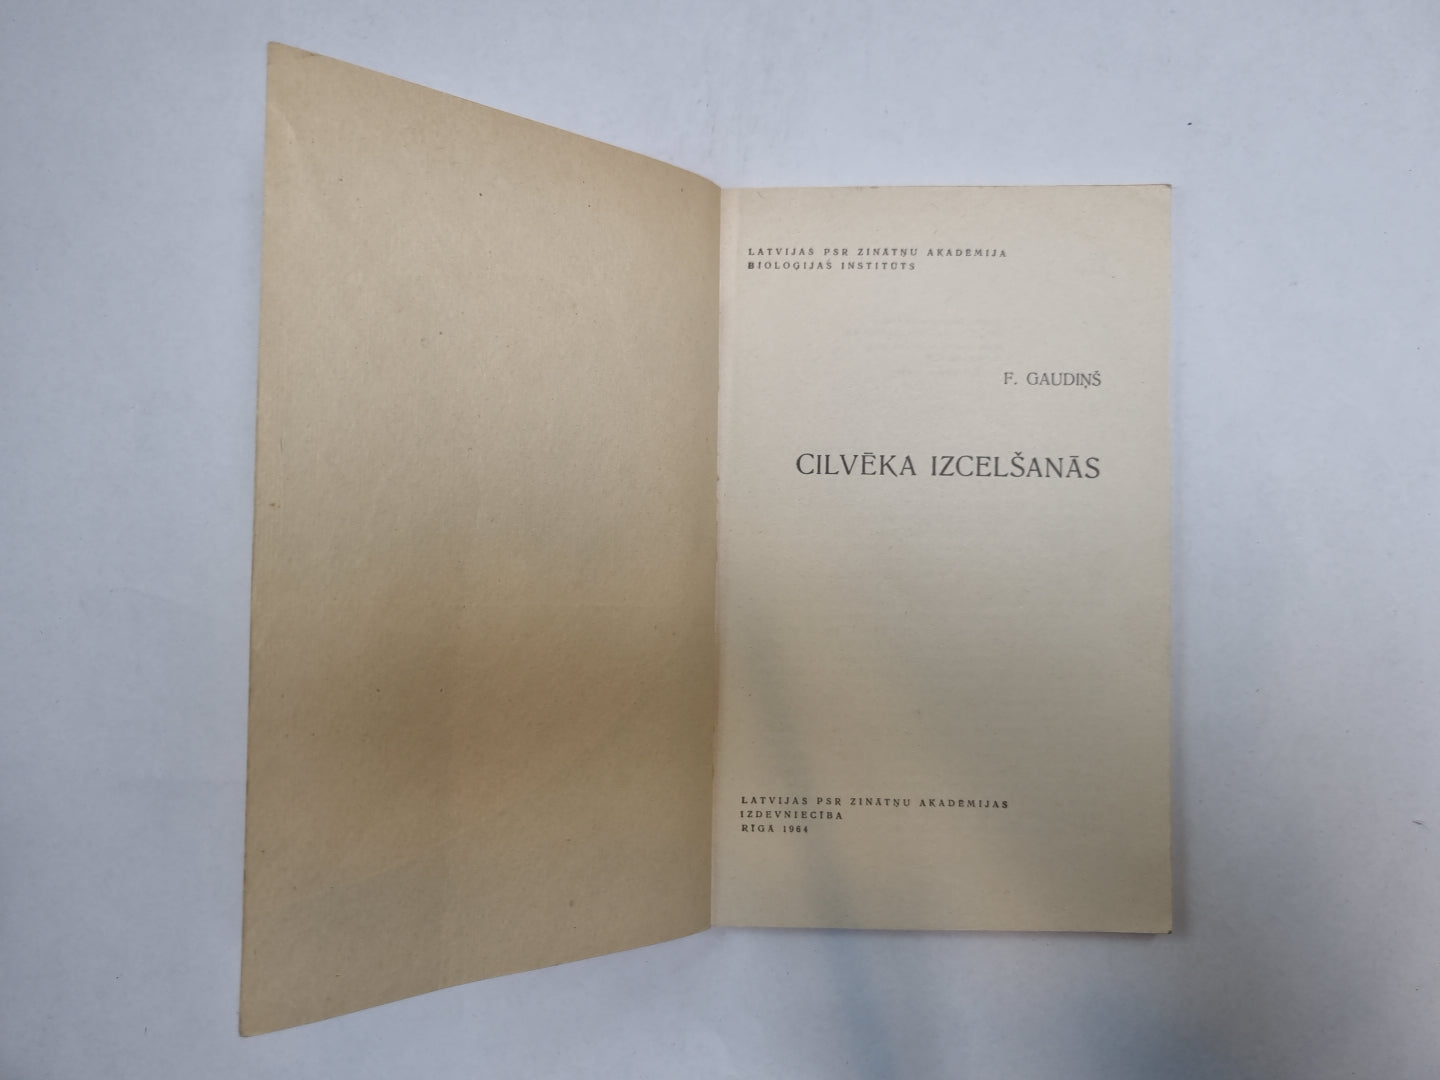 LATVIJAS PSR ZINĀTŅU AKADĒMIJA
BIOLOĢIJAS INSTITŪTS
F. GAUDIŅŠ
CILVĒKA IZCELŠANĀS
LATVIJAS PSR ZINĀTŅU AKADĒMIJAS
IZDEVNIECĪBA
RĪGĀ 1964